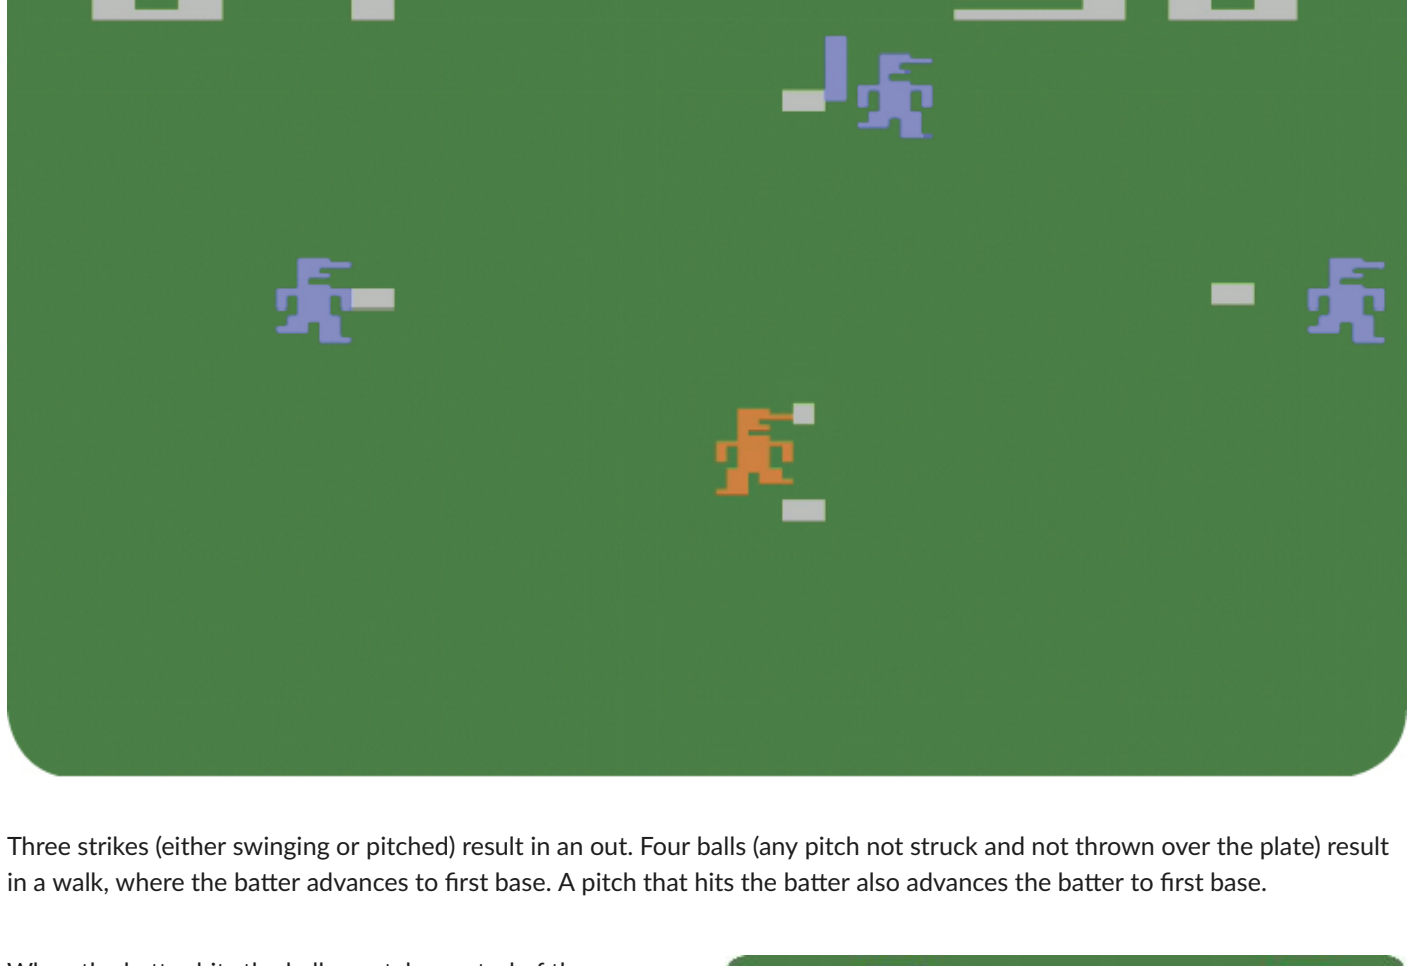 Three strikes (either swinging or pitched) result in an out. Four balls (any pitch not struck and not thrown over the plate) result
in a walk, where the batter advances to first base. A pitch that hits the batter also advances the batter to first base.